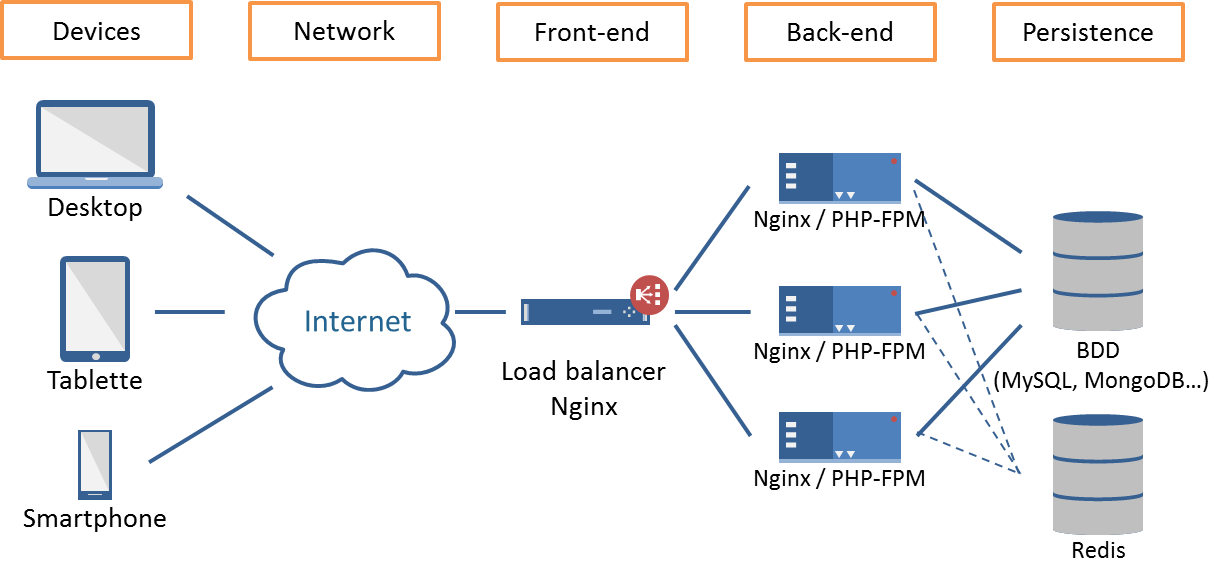 Devices
Network
Front-end
Back-end
Persistence
Desktop
Tablette
Smartphone
Internet
Load balancer
Nginx
Nginx / PHP-FPM
Nginx / PHP-FPM
Nginx / PHP-FPM
BDD
(MySQL, MongoDB...)
Redis